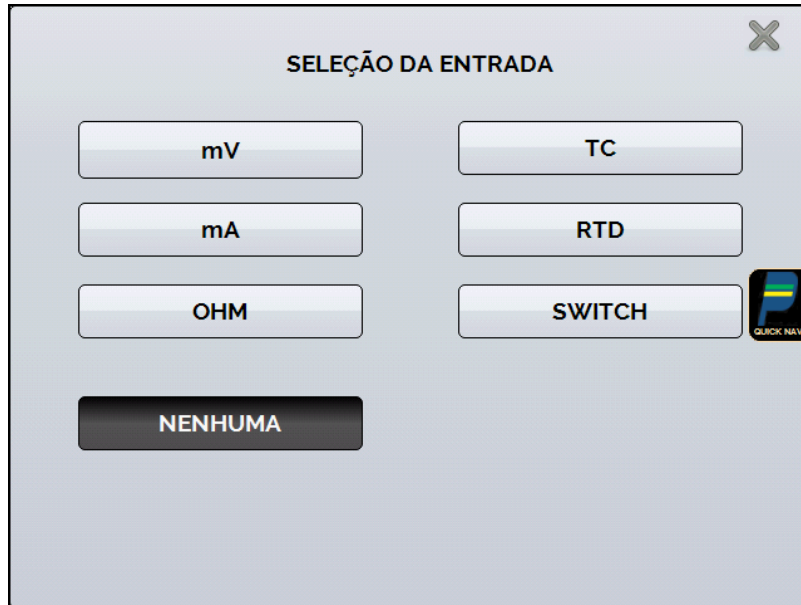 SELEÇÃO DA ENTRADA
mV
TC
mA
RTD
OHM
SWITCH
QUICK NAV
NENHUMA